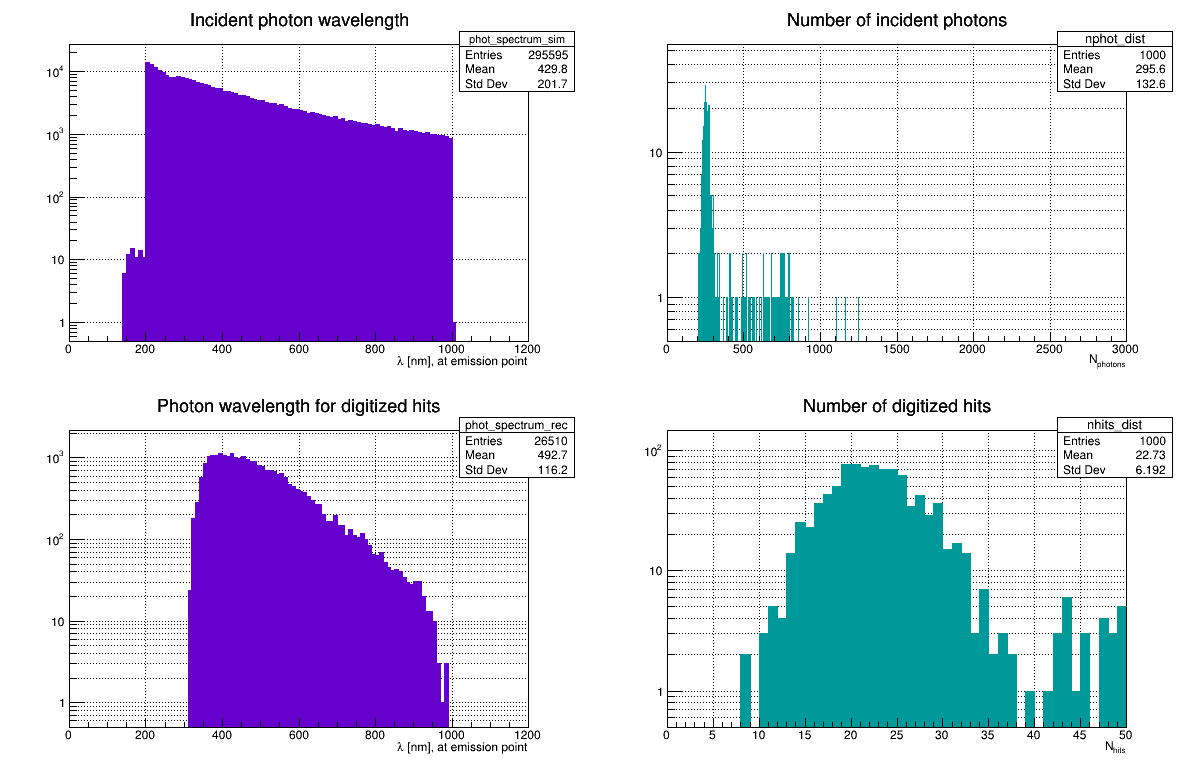 Incident photon wavelength
phot_spectrum_sim
Entries 295595
Mean 429.8
Std Dev 201.7
10^4
10^3
10^2
10
1
0 200 400 600 800 1000 1200
λ [nm], at emission point
Number of incident photons
nphot_dist
Entries 1000
Mean 295.6
Std Dev 132.6
10
1
0 500 1000 1500 2000 2500 3000
N_photons
Photon wavelength for digitized hits
phot_spectrum_rec
Entries 26510
Mean 492.7
Std Dev 116.2
10^3
10^2
10
1
0 200 400 600 800 1000 1200
λ [nm], at emission point
Number of digitized hits
nhits_dist
Entries 1000
Mean 22.73
Std Dev 6.192
10^2
10
1
0 5 10 15 20 25 30 35 40 45 50
N_hits